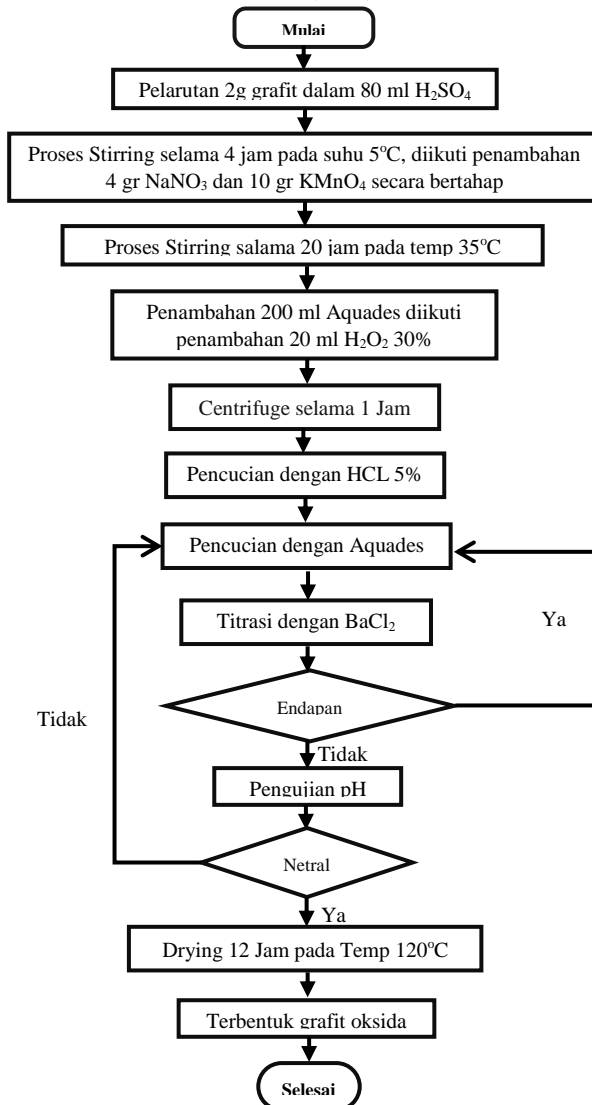 Mulai
Pelarutan 2g grafit dalam 80 ml H₂SO₄
Proses Stirring selama 4 jam pada suhu 5°C, diikuti penambahan
4 gr NaNO₃ dan 10 gr KMnO₄ secara bertahap
Proses Stirring salama 20 jam pada temp 35°C
Penambahan 200 ml Aquades diikuti
penambahan 20 ml H₂O₂ 30%
Centrifuge selama 1 Jam
Pencucian dengan HCL 5%
Pencucian dengan Aquades
Titrasi dengan BaCl₂
Ya
Endapan
Tidak
Tidak
Pengujian pH
Netral
Ya
Drying 12 Jam pada Temp 120°C
Terbentuk grafit oksida
Selesai